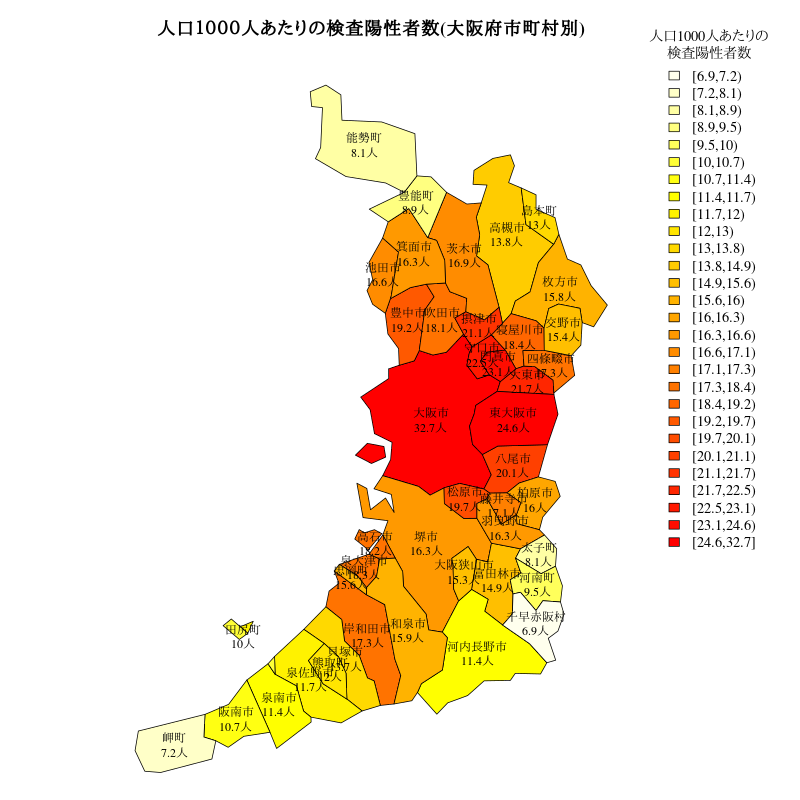 人口1000人あたりの検査陽性者数(大阪府市町村別)
人口1000人あたりの
検査陽性者数
[6.9,7.2)
[7.2,8.1)
[8.1,8.9)
[8.9,9.5)
[9.5,10)
[10,10.7)
[10.7,11.4)
[11.4,11.7)
[11.7,12)
[12,13)
[13,13.8)
[13.8,14.9)
[14.9,15.6)
[15.6,16)
[16,16.3)
[16.3,16.6)
[16.6,17.1)
[17.1,17.3)
[17.3,18.4)
[18.4,19.2)
[19.2,19.7)
[19.7,20.1)
[20.1,21.1)
[21.1,21.7)
[21.7,22.5)
[22.5,23.1)
[23.1,24.6)
[24.6,32.7]
能勢町
8.1人
豊能町
8.9人
島本町
13人
高槻市
13.8人
箕面市
16.3人
茨木市
16.9人
池田市
16.6人
枚方市
15.8人
豊中市
19.2人
吹田市
18.1人
摂津市
21.1人
寝屋川市
18.4人
交野市
15.4人
守口市
22.5人
門真市
23.1人
四條畷市
17.3人
大東市
21.7人
大阪市
32.7人
東大阪市
24.6人
八尾市
20.1人
松原市
19.7人
藤井寺市
17.1人
柏原市
16人
羽曳野市
16.3人
高石市
18.2人
堺市
16.3人
太子町
8.1人
泉大津市
18.3人
忠岡町
15.6人
大阪狭山市
15.3人
富田林市
14.9人
河南町
9.5人
千早赤阪村
6.9人
田尻町
10人
岸和田市
17.3人
和泉市
15.9人
河内長野市
11.4人
貝塚市
13.7人
熊取町
12人
泉佐野市
11.7人
泉南市
11.4人
阪南市
10.7人
岬町
7.2人